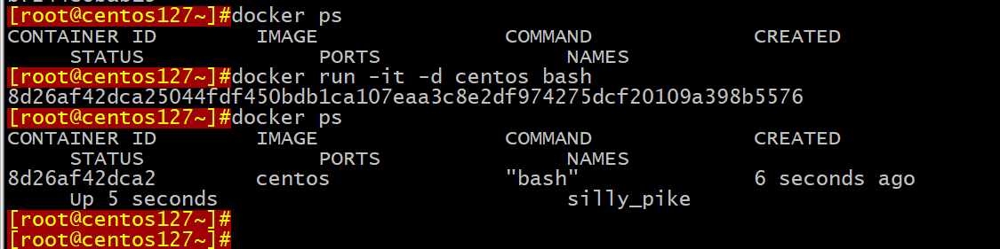 [root@centos127~]#docker ps
CONTAINER ID        IMAGE               COMMAND             CREATED
     STATUS              PORTS               NAMES
[root@centos127~]#docker run -it -d centos bash
8d26af42dca25044fdf450bdb1ca107eaa3c8e2df974275dcf20109a398b5576
[root@centos127~]#docker ps
CONTAINER ID        IMAGE               COMMAND             CREATED
     STATUS              PORTS               NAMES
8d26af42dca2        centos              "bash"              6 seconds ago
     Up 5 seconds                            silly_pike
[root@centos127~]#
[root@centos127~]#